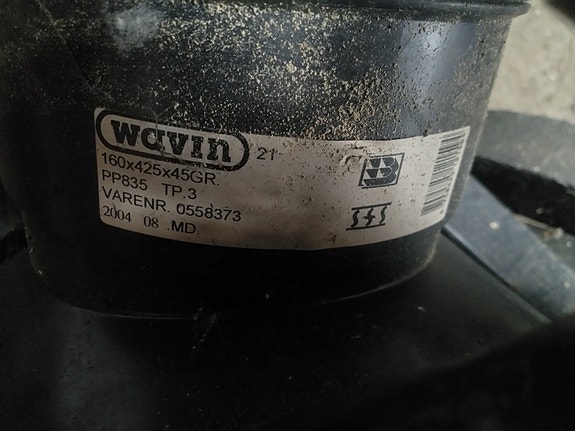 wavin 21
160x425x45GR.
PP835 TP.3
VARENR. 0558373
2004 08 .MD.